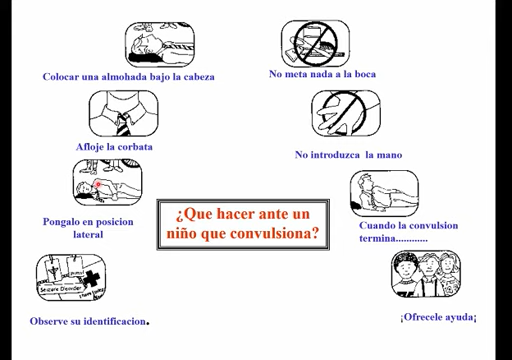 Colocar una almohada bajo la cabeza
No meta nada a la boca
Afloje la corbata
No introduzca la mano
Pongalo en posicion
lateral
¿Que hacer ante un
niño que convulsiona?
Cuando la convulsion
termina............
Seizure Disorder
Observe su identificacion.
¡Ofrecele ayuda¡